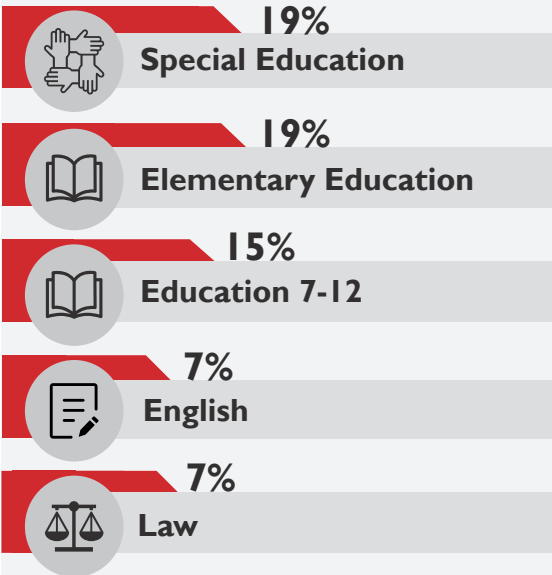 19%
Special Education
19%
Elementary Education
15%
Education 7-12
7%
English
7%
Law